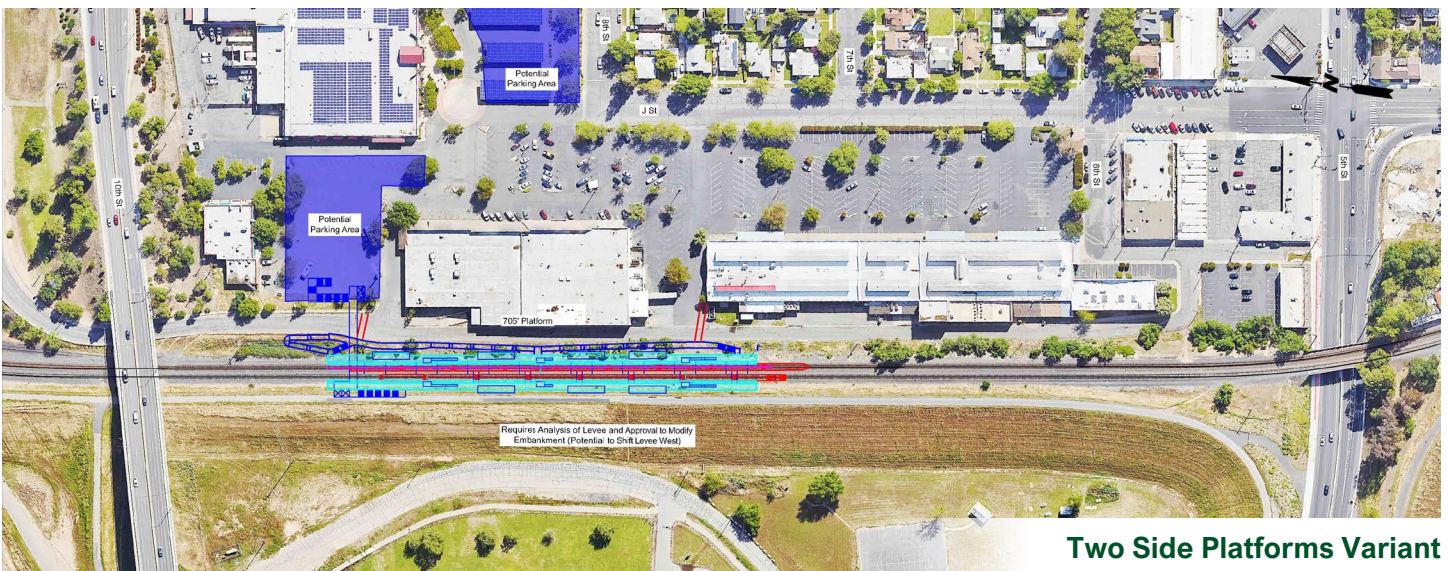 8th St
7th St
Potential
Parking Area
J St
10th St
6th St
5th St
N
Potential
Parking Area
705' Platform
Requires Analysis of Levee and Approval to Modify
Embankment (Potential to Shift Levee West)
Two Side Platforms Variant